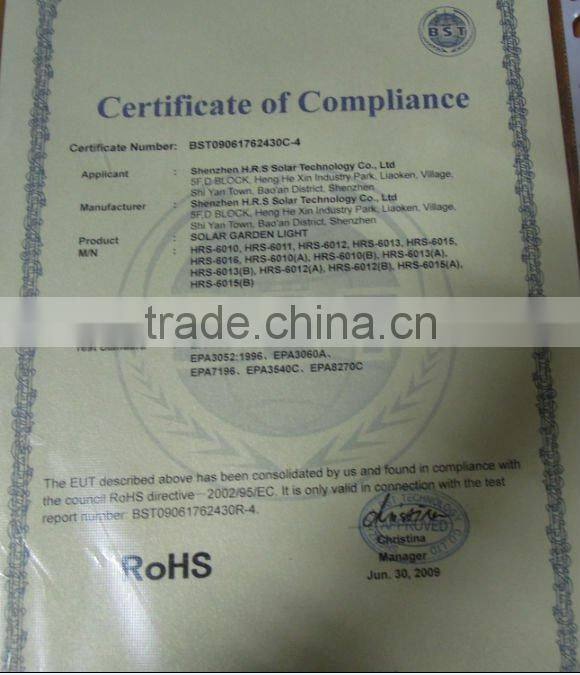 BST
Certificate of Compliance
Certificate Number: BST09061762430C-4
Applicant : Shenzhen H.R.S Solar Technology Co., Ltd
5F,D BLOCK, Heng He Xin Industry Park, Liaoken, Village,
Shi Yan Town, Bao'an District, Shenzhen
Manufacturer : Shenzhen H.R.S Solar Technology Co., Ltd
5F,D BLOCK, Heng He Xin Industry Park, Liaoken, Village,
Shi Yan Town, Bao'an District, Shenzhen
Product : SOLAR GARDEN LIGHT
M/N : HRS-6010, HRS-6011, HRS-6012, HRS-6013, HRS-6015,
HRS-6016, HRS-6010(A), HRS-6010(B), HRS-6013(A),
HRS-6013(B), HRS-6012(A), HRS-6012(B), HRS-6015(A),
HRS-6015(B)
trade.china.cn
Test Standard
EPA3052:1996、EPA3060A、
EPA7196、EPA3540C、EPA8270C
The EUT described above has been consolidated by us and found in compliance with
the council RoHS directive—2002/95/EC. It is only valid in connection with the test
report number: BST09061762430R-4.
APPROVED
Christina
Manager
RoHS
Jun. 30, 2009